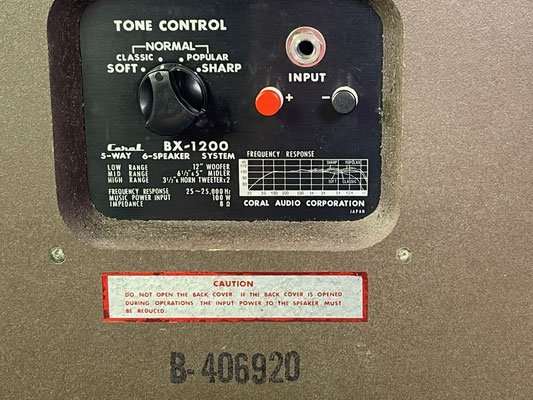 TONE CONTROL
NORMAL
CLASSIC POPULAR
SOFT SHARP
INPUT
+ −
Coral BX-1200
5-WAY 6-SPEAKER SYSTEM
LOW RANGE 12" WOOFER
MID RANGE 6½"x 5" MIDLER
HIGH RANGE 3½"x HORN TWEETER×2
FREQUENCY RESPONSE 25~25,000 Hz
MUSIC POWER INPUT 100 W
IMPEDANCE 8 Ω
FREQUENCY RESPONSE
SHARP POPULAR
SOFT CLASSIC
CORAL AUDIO CORPORATION
JAPAN
CAUTION
DO NOT OPEN THE BACK COVER. IF THE BACK COVER IS OPENED
DURING OPERATIONS THE INPUT POWER TO THE SPEAKER MUST
BE REDUCED.
B-406920